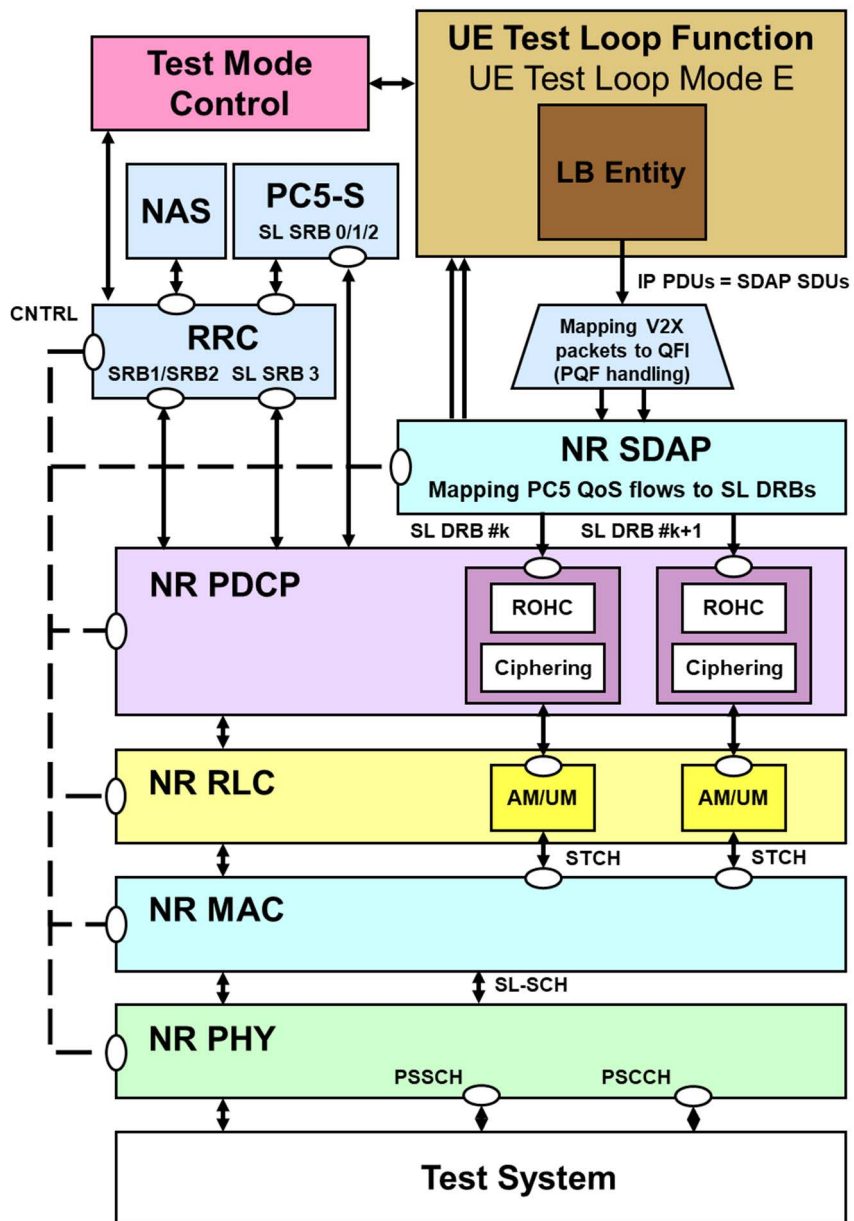 UE Test Loop Function
UE Test Loop Mode E
Test Mode
Control
LB Entity
NAS
PC5-S
SL SRB 0/1/2
IP PDUs = SDAP SDUs
CNTRL
RRC
SRB1/SRB2 SL SRB 3
Mapping V2X
packets to QFI
(PQF handling)
NR SDAP
Mapping PC5 QoS flows to SL DRBs
SL DRB #k
SL DRB #k+1
NR PDCP
ROHC
ROHC
Ciphering
Ciphering
NR RLC
AM/UM
AM/UM
STCH
STCH
NR MAC
SL-SCH
NR PHY
PSSCH
PSCCH
Test System